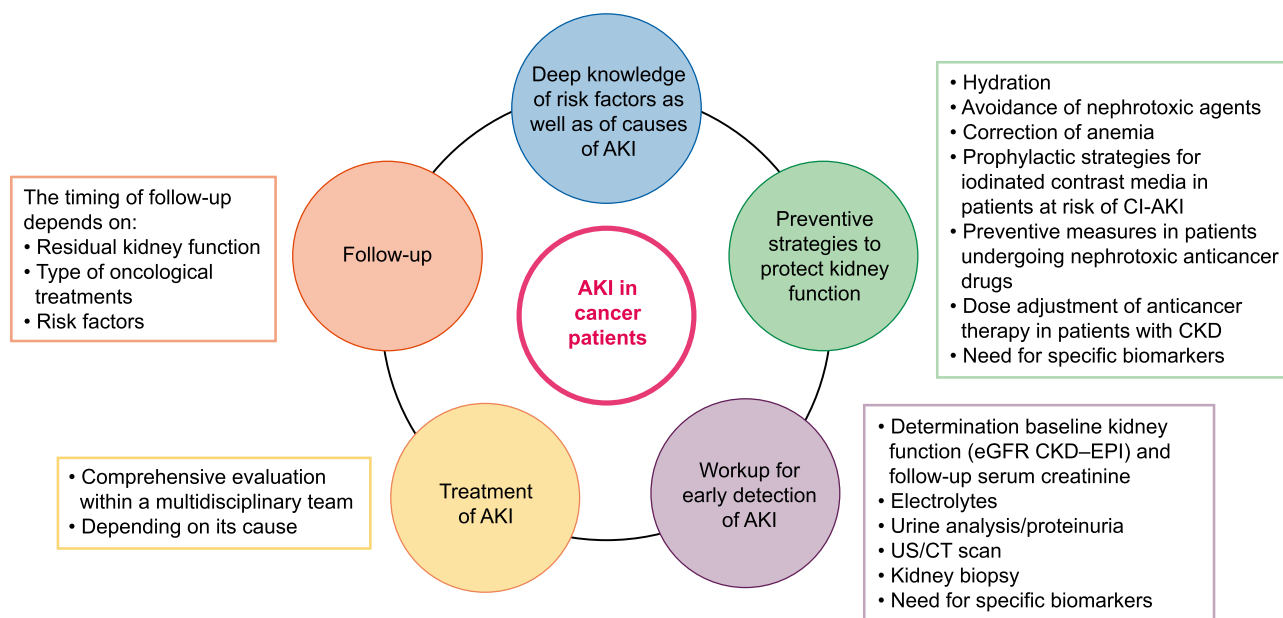 Deep knowledge
of risk factors as
well as of causes
of AKI
• Hydration
• Avoidance of nephrotoxic agents
• Correction of anemia
• Prophylactic strategies for
iodinated contrast media in
patients at risk of CI-AKI
• Preventive measures in patients
undergoing nephrotoxic anticancer
drugs
• Dose adjustment of anticancer
therapy in patients with CKD
• Need for specific biomarkers
Preventive
strategies to
protect kidney
function
The timing of follow-up
depends on:
• Residual kidney function
• Type of oncological
treatments
• Risk factors
Follow-up
AKI in
cancer
patients
• Comprehensive evaluation
within a multidisciplinary team
• Depending on its cause
Treatment
of AKI
Workup for
early detection
of AKI
• Determination baseline kidney
function (eGFR CKD–EPI) and
follow-up serum creatinine
• Electrolytes
• Urine analysis/proteinuria
• US/CT scan
• Kidney biopsy
• Need for specific biomarkers